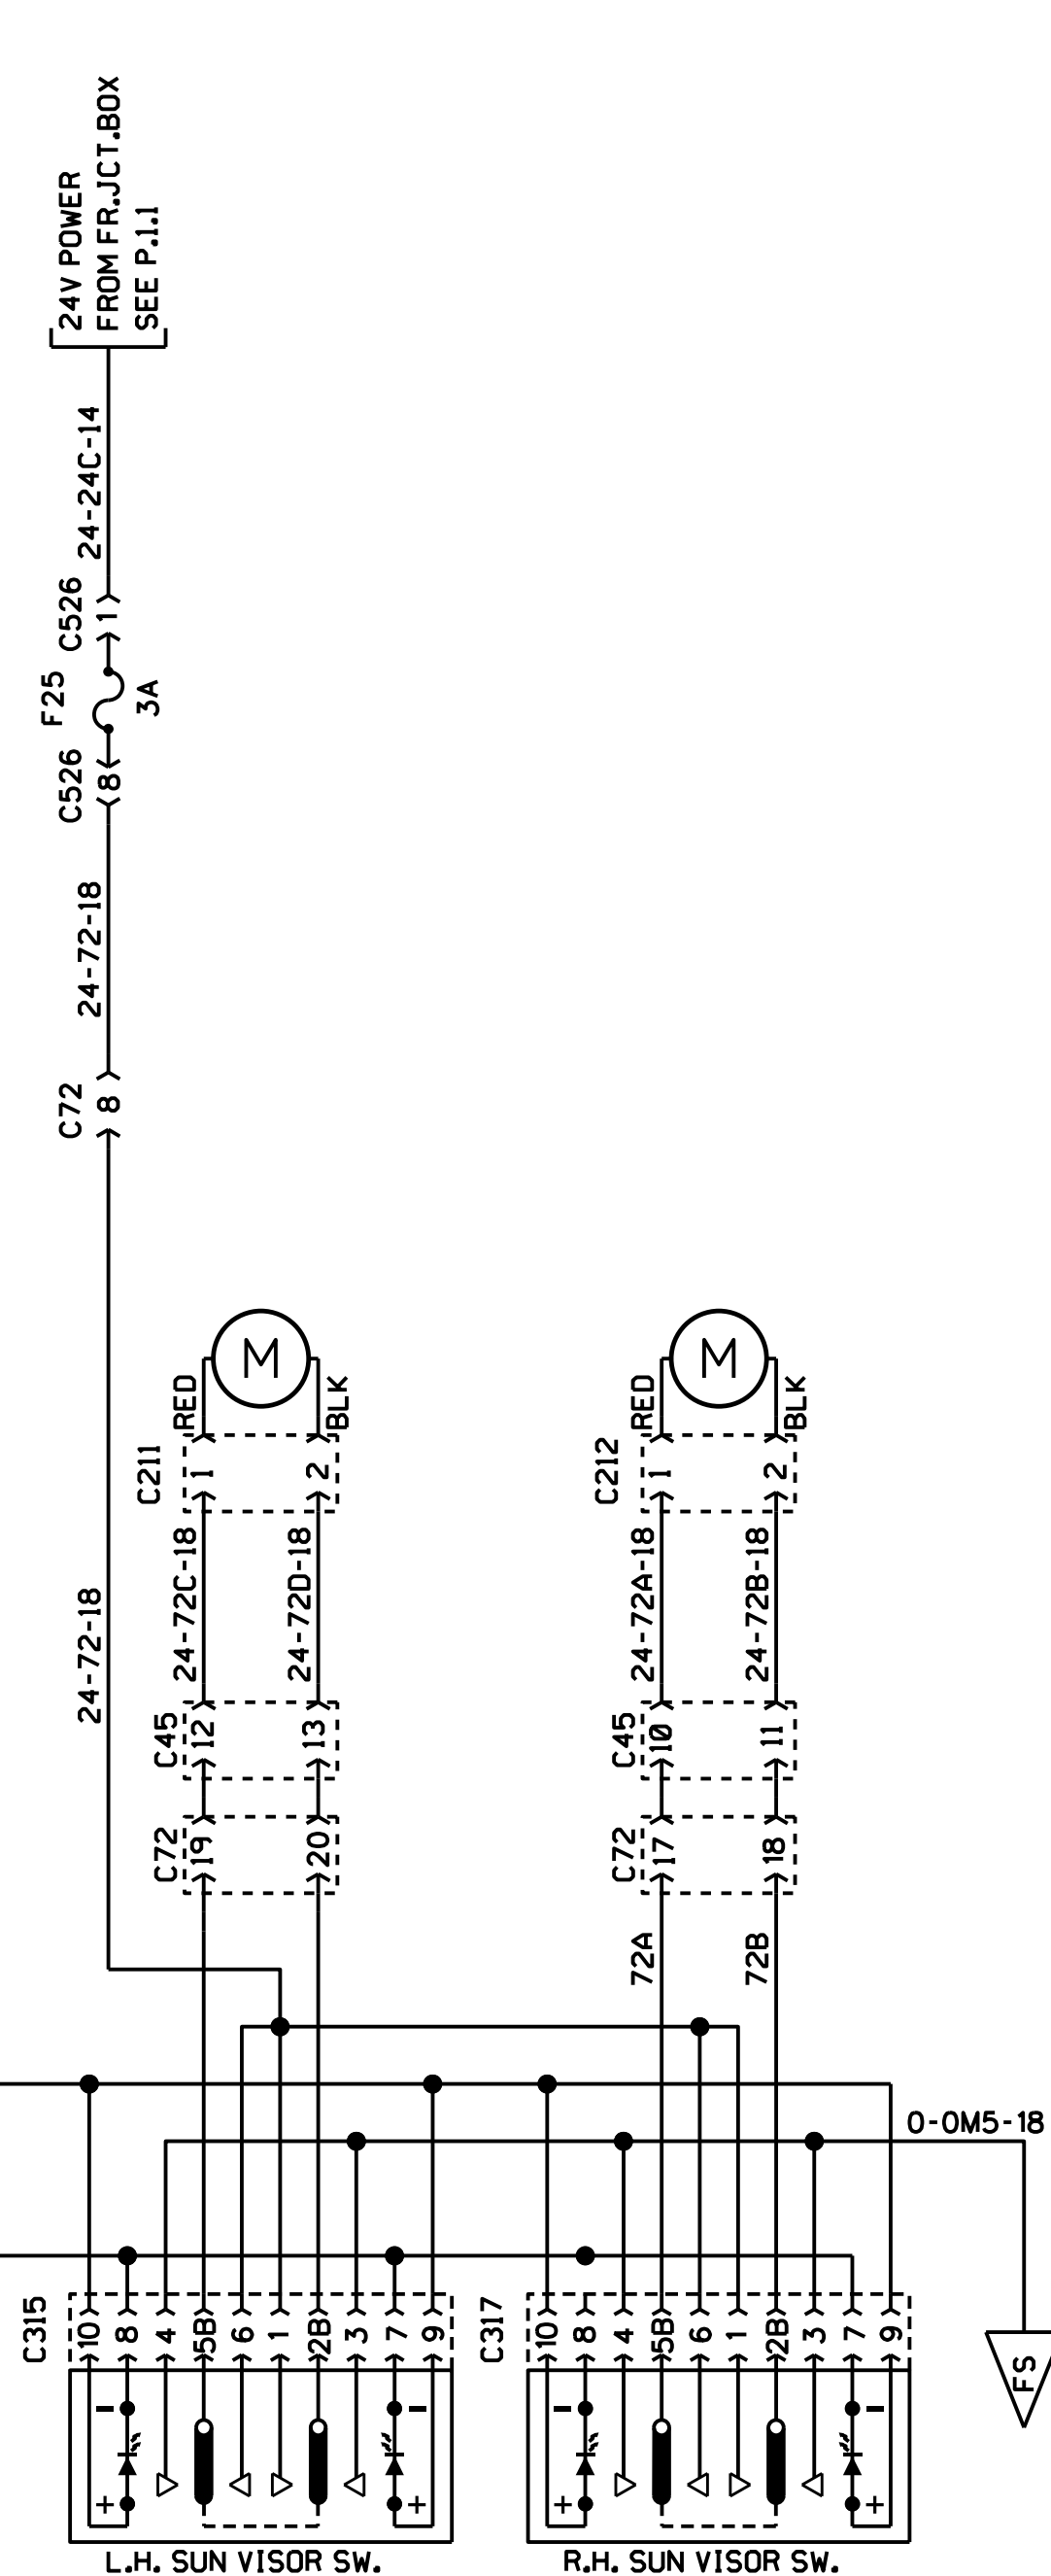 24V POWER
FROM FR.JCT.BOX
SEE P.1.1
24-24C-14
C526
1
F25
3A
C526
8
24-72-18
C72
8
24-72-18
M
RED
BLK
C211
1
2
24-72C-18
24-72D-18
C45
12
13
C72
19
20
M
RED
BLK
C212
1
2
24-72A-18
24-72B-18
C45
10
11
C72
17
18
72A
72B
0-0M5-18
FS
C315
10 8 4 5B 6 1 2B 3 7 9
- -
+ +
L.H. SUN VISOR SW.
C317
10 8 4 5B 6 1 2B 3 7 9
- -
+ +
R.H. SUN VISOR SW.